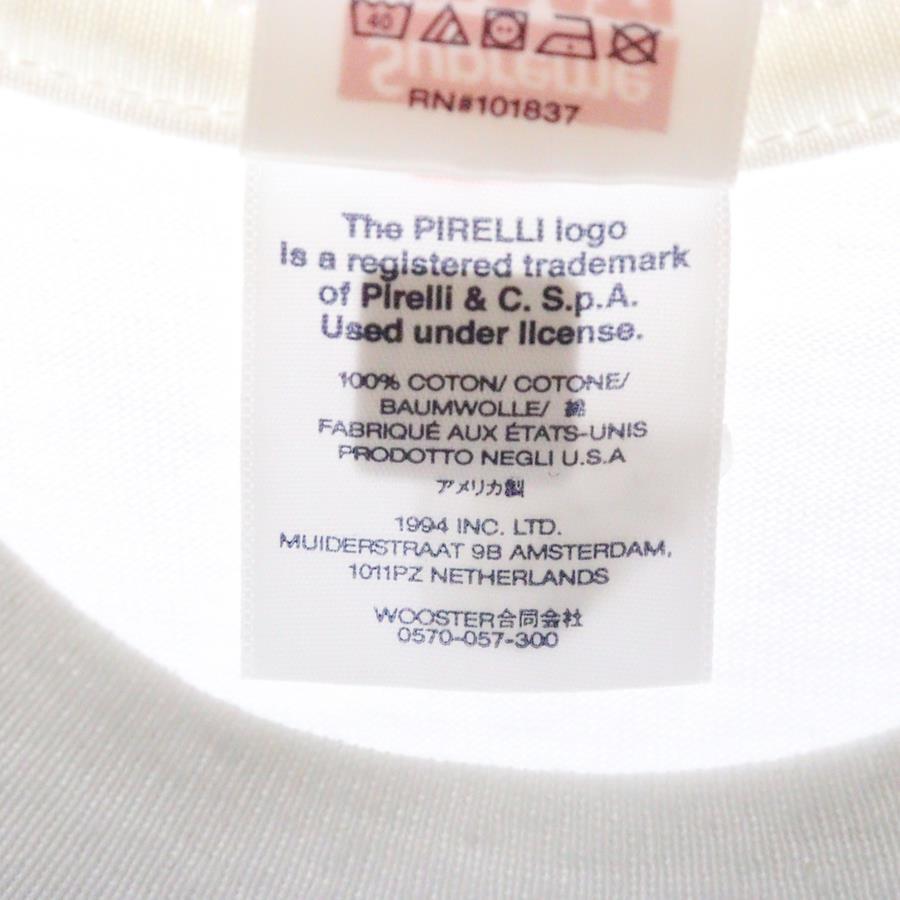 40
Supreme
RN#101837
The PIRELLI logo
is a registered trademark
of Pirelli & C. S.p.A.
Used under license.
100% COTON/ COTONE/
BAUMWOLLE/ 綿
FABRIQUÉ AUX ÉTATS-UNIS
PRODOTTO NEGLI U.S.A
アメリカ製
1994 INC. LTD.
MUIDERSTRAAT 9B AMSTERDAM,
1011PZ NETHERLANDS
WOOSTER合同会社
0570-057-300